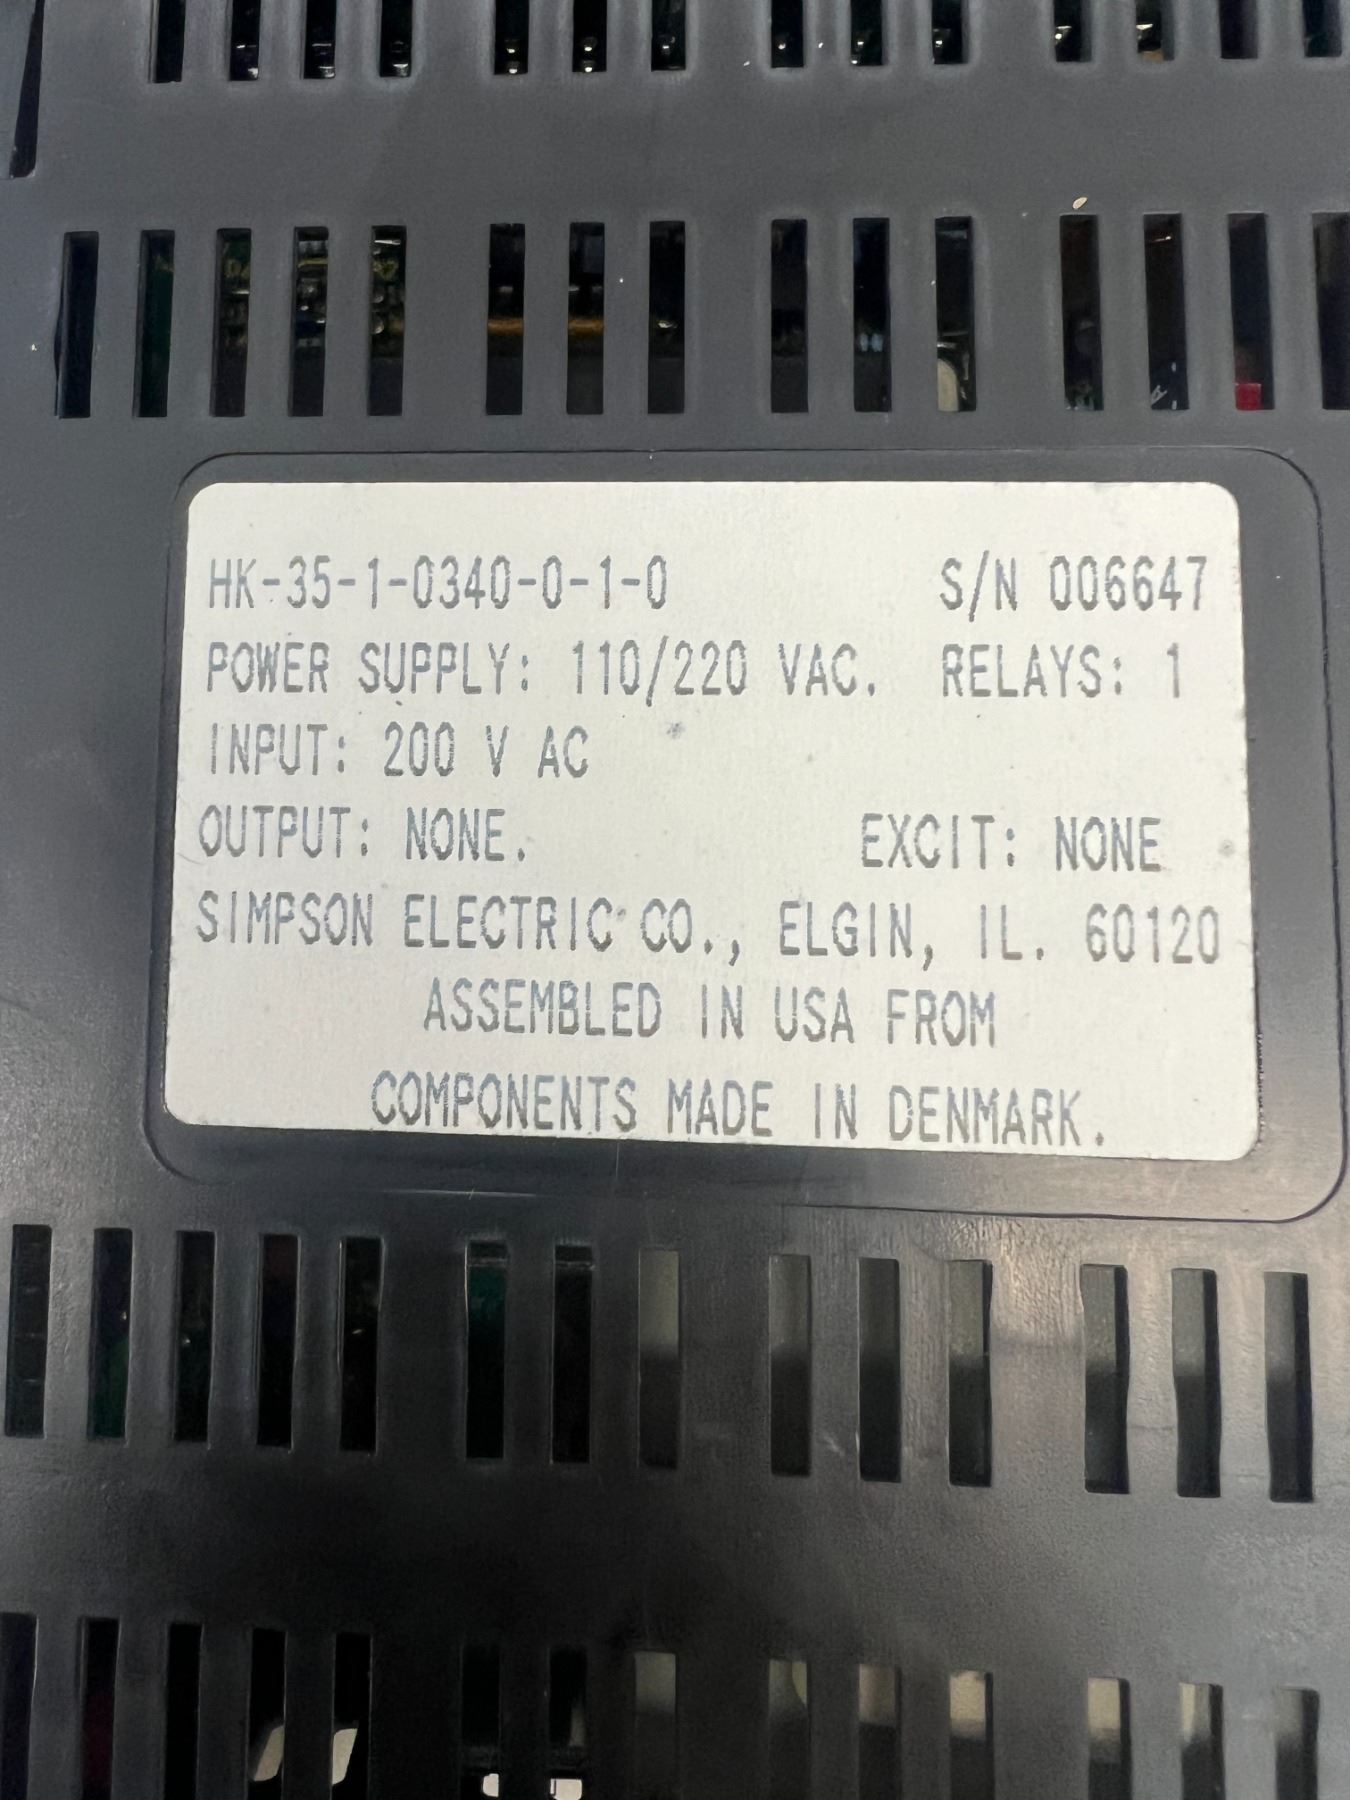 HK-35-1-0340-0-1-0 S/N 006647
POWER SUPPLY: 110/220 VAC. RELAYS: 1
INPUT: 200 V AC
OUTPUT: NONE. EXCIT: NONE
SIMPSON ELECTRIC CO., ELGIN, IL. 60120
ASSEMBLED IN USA FROM
COMPONENTS MADE IN DENMARK.